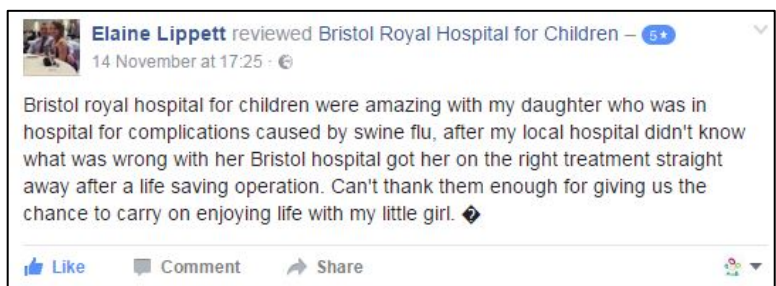 Elaine Lippett reviewed Bristol Royal Hospital for Children – 5★
14 November at 17:25 ·
Bristol royal hospital for children were amazing with my daughter who was in
hospital for complications caused by swine flu, after my local hospital didn't know
what was wrong with her Bristol hospital got her on the right treatment straight
away after a life saving operation. Can't thank them enough for giving us the
chance to carry on enjoying life with my little girl. �
Like Comment Share